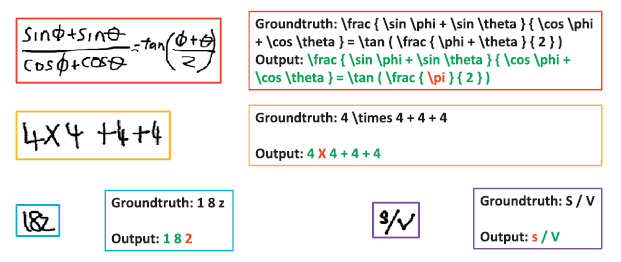 sinϕ+sinθ / cosϕ+cosθ = tan(ϕ+θ / 2)
Groundtruth: \frac { \sin \phi + \sin \theta } { \cos \phi
+ \cos \theta } = \tan ( \frac { \phi + \theta } { 2 } )
Output: \frac { \sin \phi + \sin \theta } { \cos \phi +
\cos \theta } = \tan ( \frac { \pi } { 2 } )
4×4 +4+4
Groundtruth: 4 \times 4 + 4 + 4
Output: 4 X 4 + 4 + 4
18z
Groundtruth: 1 8 z
Output: 1 8 2
s/V
Groundtruth: S / V
Output: s / V